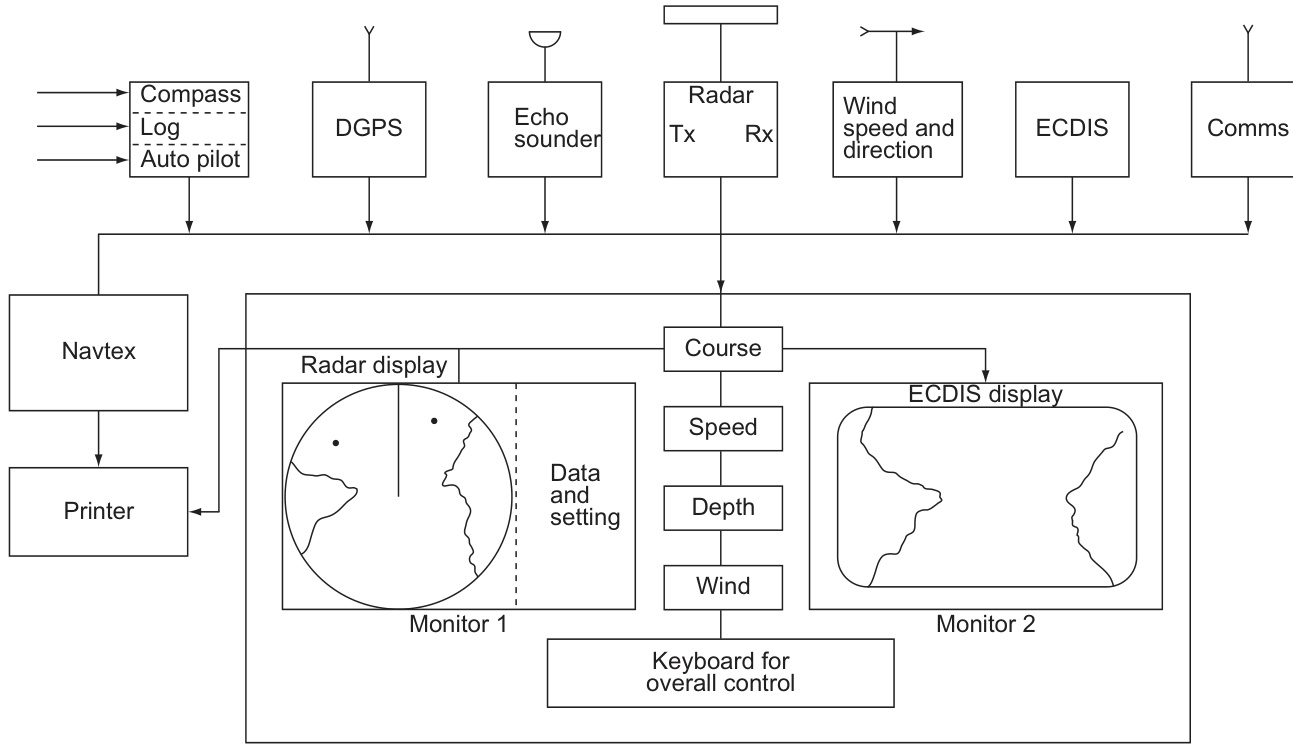 Compass
Log
Auto pilot
DGPS
Echo
sounder
Radar
Tx Rx
Wind
speed and
direction
ECDIS
Comms
Navtex
Printer
Radar display
Data
and
setting
Monitor 1
Course
Speed
Depth
Wind
ECDIS display
Monitor 2
Keyboard for
overall control